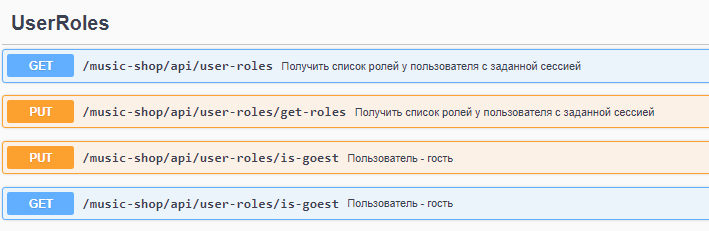 UserRoles
GET /music-shop/api/user-roles Получить список ролей у пользователя с заданной сессией
PUT /music-shop/api/user-roles/get-roles Получить список ролей у пользователя с заданной сессией
PUT /music-shop/api/user-roles/is-goest Пользователь - гость
GET /music-shop/api/user-roles/is-goest Пользователь - гость